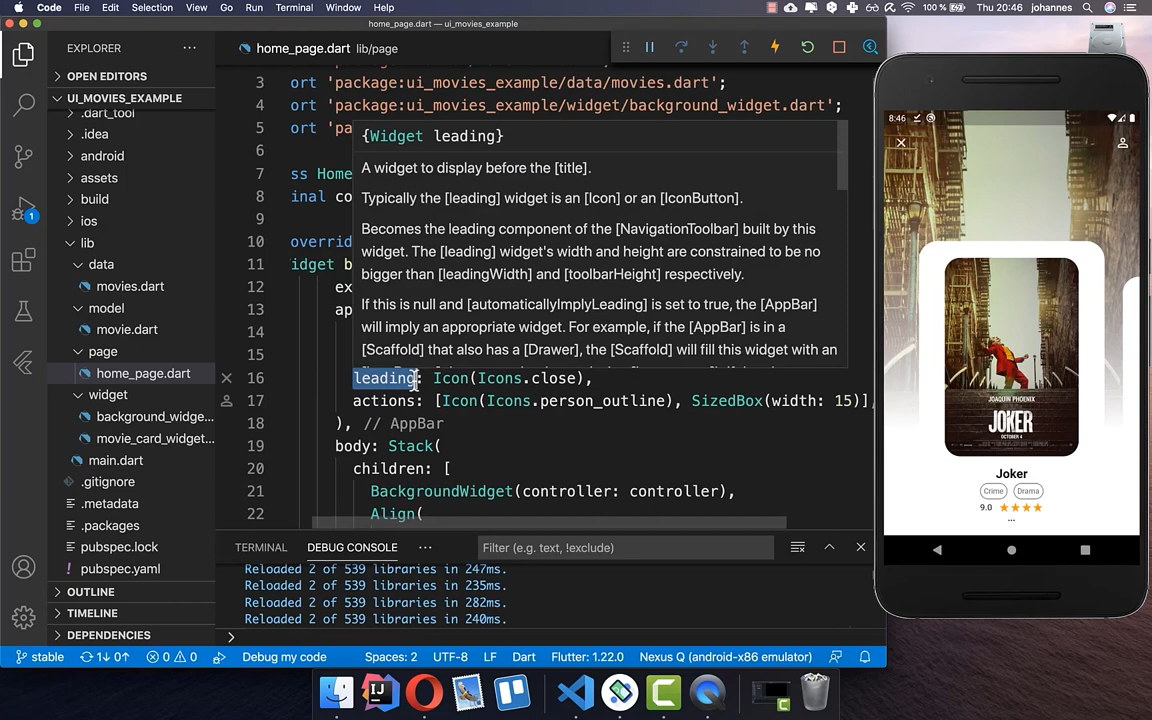 Code File Edit Selection View Go Run Terminal Window Help 100 % Thu 20:46 johannes
home_page.dart — ui_movies_example
EXPLORER
OPEN EDITORS
UI_MOVIES_EXAMPLE
.dart_tool
.idea
android
assets
build
ios
lib
data
movies.dart
model
movie.dart
page
home_page.dart
widget
background_widge...
movie_card_widget...
main.dart
.gitignore
.metadata
.packages
pubspec.lock
pubspec.yaml
OUTLINE
TIMELINE
DEPENDENCIES
1
home_page.dart lib/page
3 ort 'package:ui_movies_example/data/movies.dart';
4 ort 'package:ui_movies_example/widget/background_widget.dart';
5 ort 'pa
6
7 ss Home
8 inal co
9
10 overrid
11 idget b
12 ex
13 ap
14
15
{Widget leading}
A widget to display before the [title].
Typically the [leading] widget is an [Icon] or an [IconButton].
Becomes the leading component of the [NavigationToolbar] built by this
widget. The [leading] widget's width and height are constrained to be no
bigger than [leadingWidth] and [toolbarHeight] respectively.
If this is null and [automaticallyImplyLeading] is set to true, the [AppBar]
will imply an appropriate widget. For example, if the [AppBar] is in a
[Scaffold] that also has a [Drawer], the [Scaffold] will fill this widget with an
16 leading: Icon(Icons.close),
17 actions: [Icon(Icons.person_outline), SizedBox(width: 15)],
18 ), // AppBar
19 body: Stack(
20 children: [
21 BackgroundWidget(controller: controller),
22 Align(
TERMINAL DEBUG CONSOLE ... Filter (e.g. text, !exclude)
Reloaded 2 of 539 libraries in 247ms.
Reloaded 2 of 539 libraries in 235ms.
Reloaded 2 of 539 libraries in 282ms.
Reloaded 2 of 539 libraries in 240ms.
stable 1↓ 0↑ 0 0 Debug my code Spaces: 2 UTF-8 LF Dart Flutter: 1.22.0 Nexus Q (android-x86 emulator)
8:46
JOAQUIN PHOENIX
JOKER
OCTOBER 4
Joker
Crime Drama
9.0
...